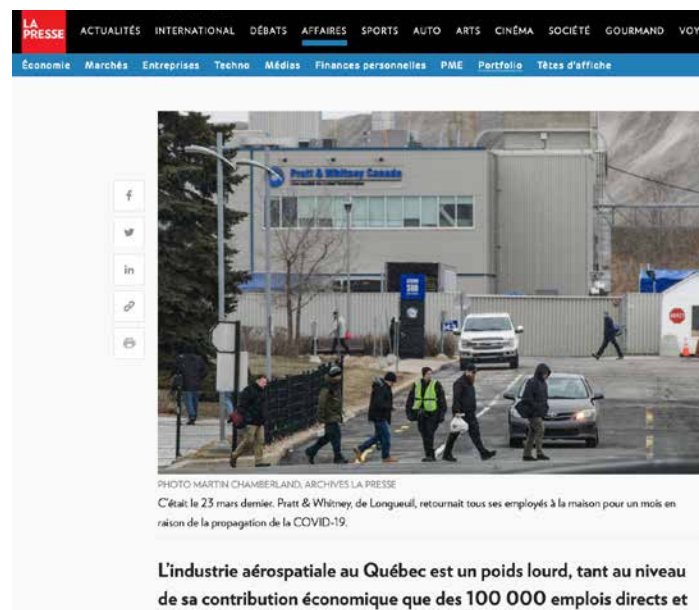 LA
PRESSE
ACTUALITÉS INTERNATIONAL DÉBATS AFFAIRES SPORTS AUTO ARTS CINÉMA SOCIÉTÉ GOURMAND VOY
Économie Marchés Entreprises Techno Médias Finances personnelles PME Portfolio Têtes d'affiche
Pratt & Whitney Canada
SUD
PHOTO MARTIN CHAMBERLAND, ARCHIVES LA PRESSE
C'était le 23 mars dernier. Pratt & Whitney, de Longueuil, retournait tous ses employés à la maison pour un mois en
raison de la propagation de la COVID-19.
L'industrie aérospatiale au Québec est un poids lourd, tant au niveau
de sa contribution économique que des 100 000 emplois directs et